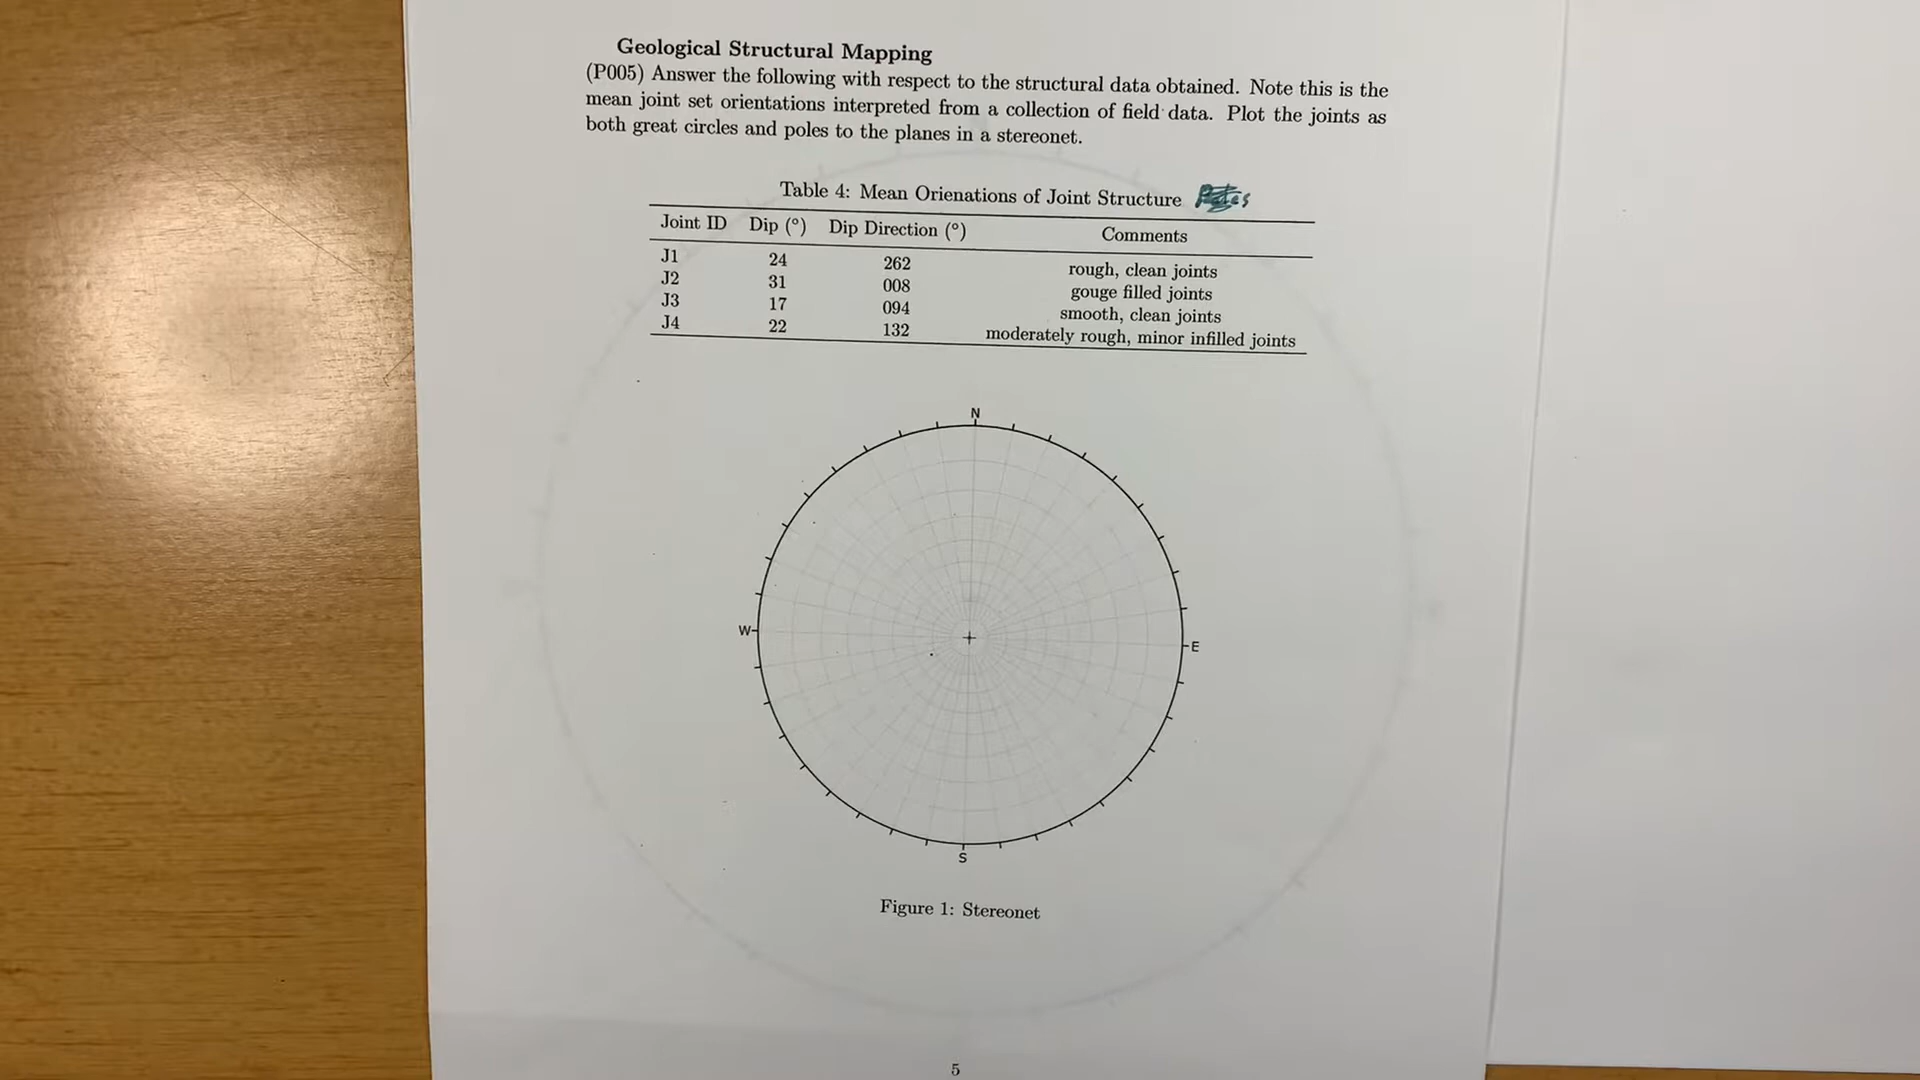 Geological Structural Mapping
(P005) Answer the following with respect to the structural data obtained. Note this is the
mean joint set orientations interpreted from a collection of field data. Plot the joints as
both great circles and poles to the planes in a stereonet.
Table 4: Mean Orienations of Joint Structure
Joint ID Dip (°) Dip Direction (°) Comments
J1 24 262 rough, clean joints
J2 31 008 gouge filled joints
J3 17 094 smooth, clean joints
J4 22 132 moderately rough, minor infilled joints
N
W
E
S
Figure 1: Stereonet
5